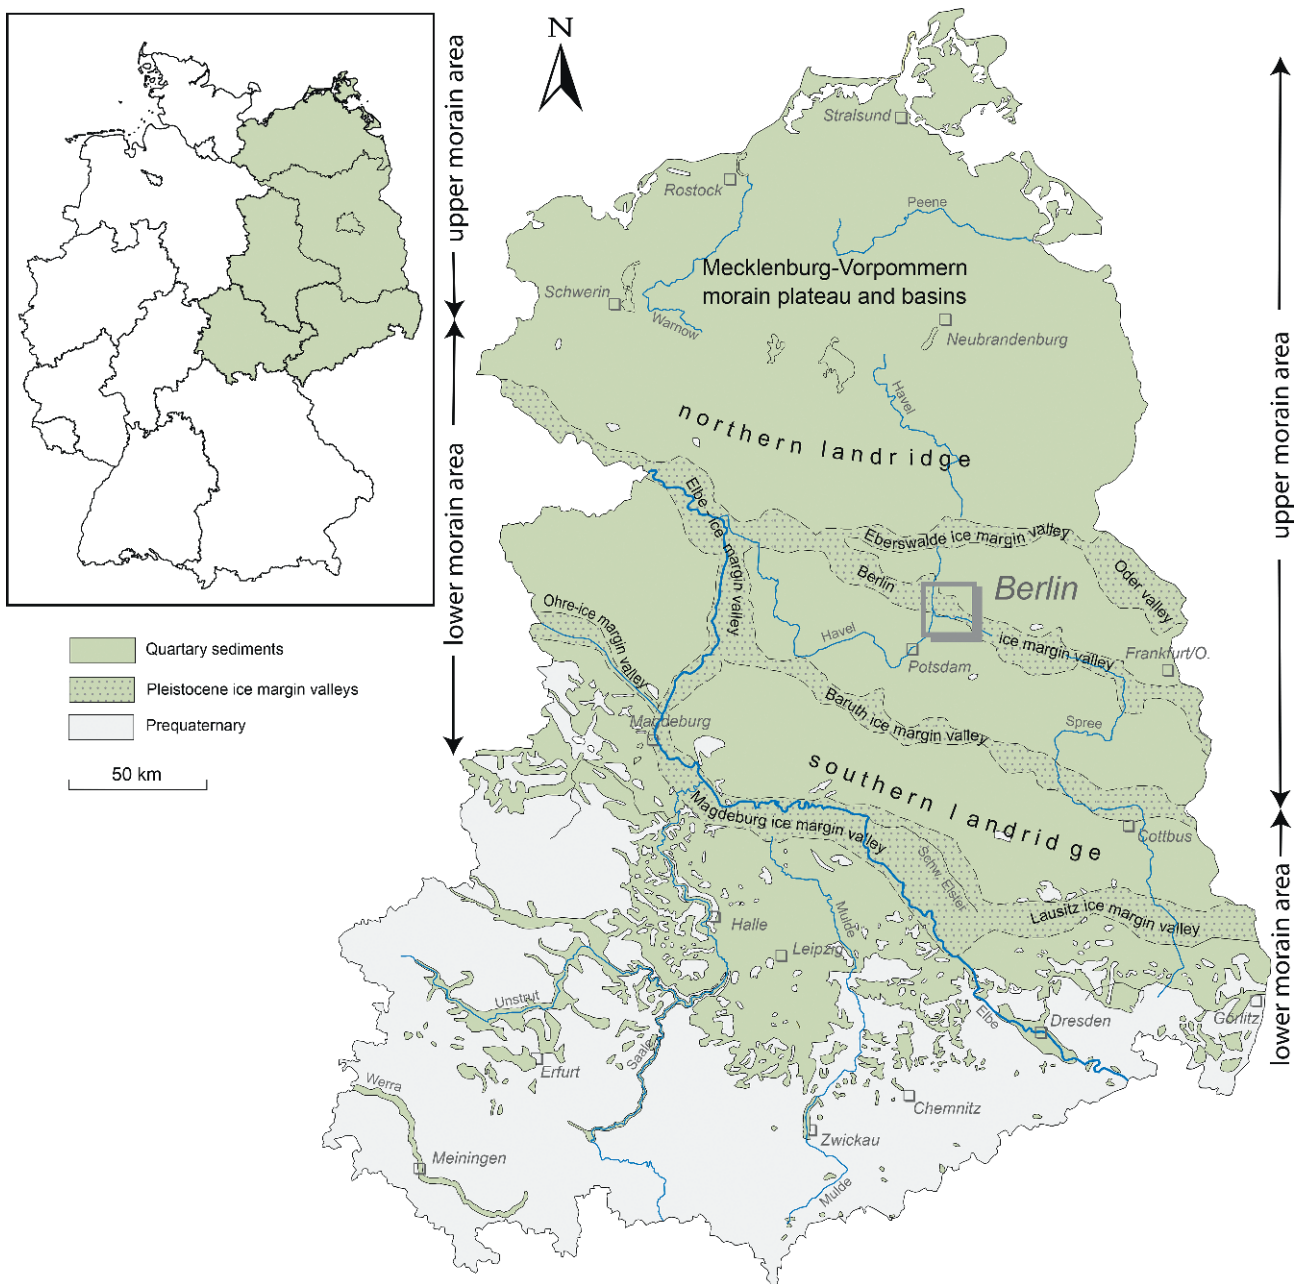 N
upper morain area
lower morain area
upper morain area
lower morain area
Stralsund
Rostock
Peene
Mecklenburg-Vorpommern
morain plateau and basins
Schwerin
Warnow
Neubrandenburg
Havel
northern landridge
Elbe - ice margin valley
Eberswalde ice margin valley
Oder valley
Berlin
ice margin valley
Berlin
Ohre-ice margin valley
Havel
Potsdam
Frankfurt/O.
Magdeburg
Baruth ice margin valley
Spree
southern landridge
Magdeburg ice margin valley
Cottbus
Schw. Elster
Lausitz ice margin valley
Halle
Mulde
Leipzig
Unstrut
Elbe
Dresden
Görlitz
Saale
Erfurt
Werra
Chemnitz
Zwickau
Meiningen
Mulde
Quartary sediments
Pleistocene ice margin valleys
Prequaternary
50 km